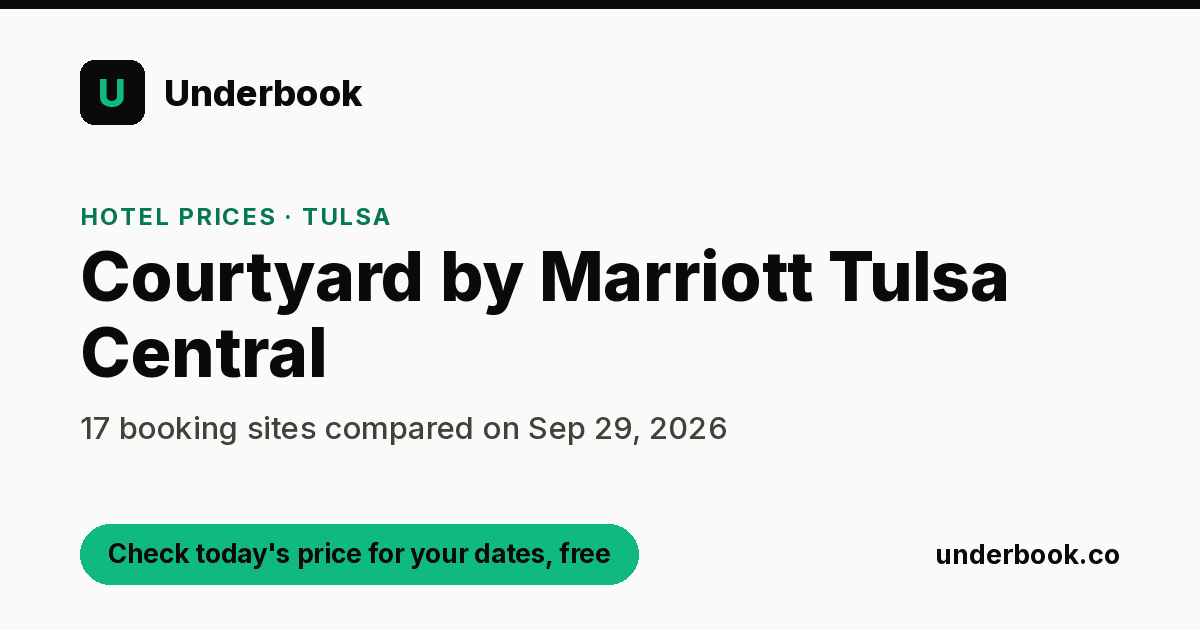 U
Underbook
HOTEL PRICES · TULSA
Courtyard by Marriott Tulsa
Central
17 booking sites compared on Sep 29, 2026
Check today's price for your dates, free
underbook.co